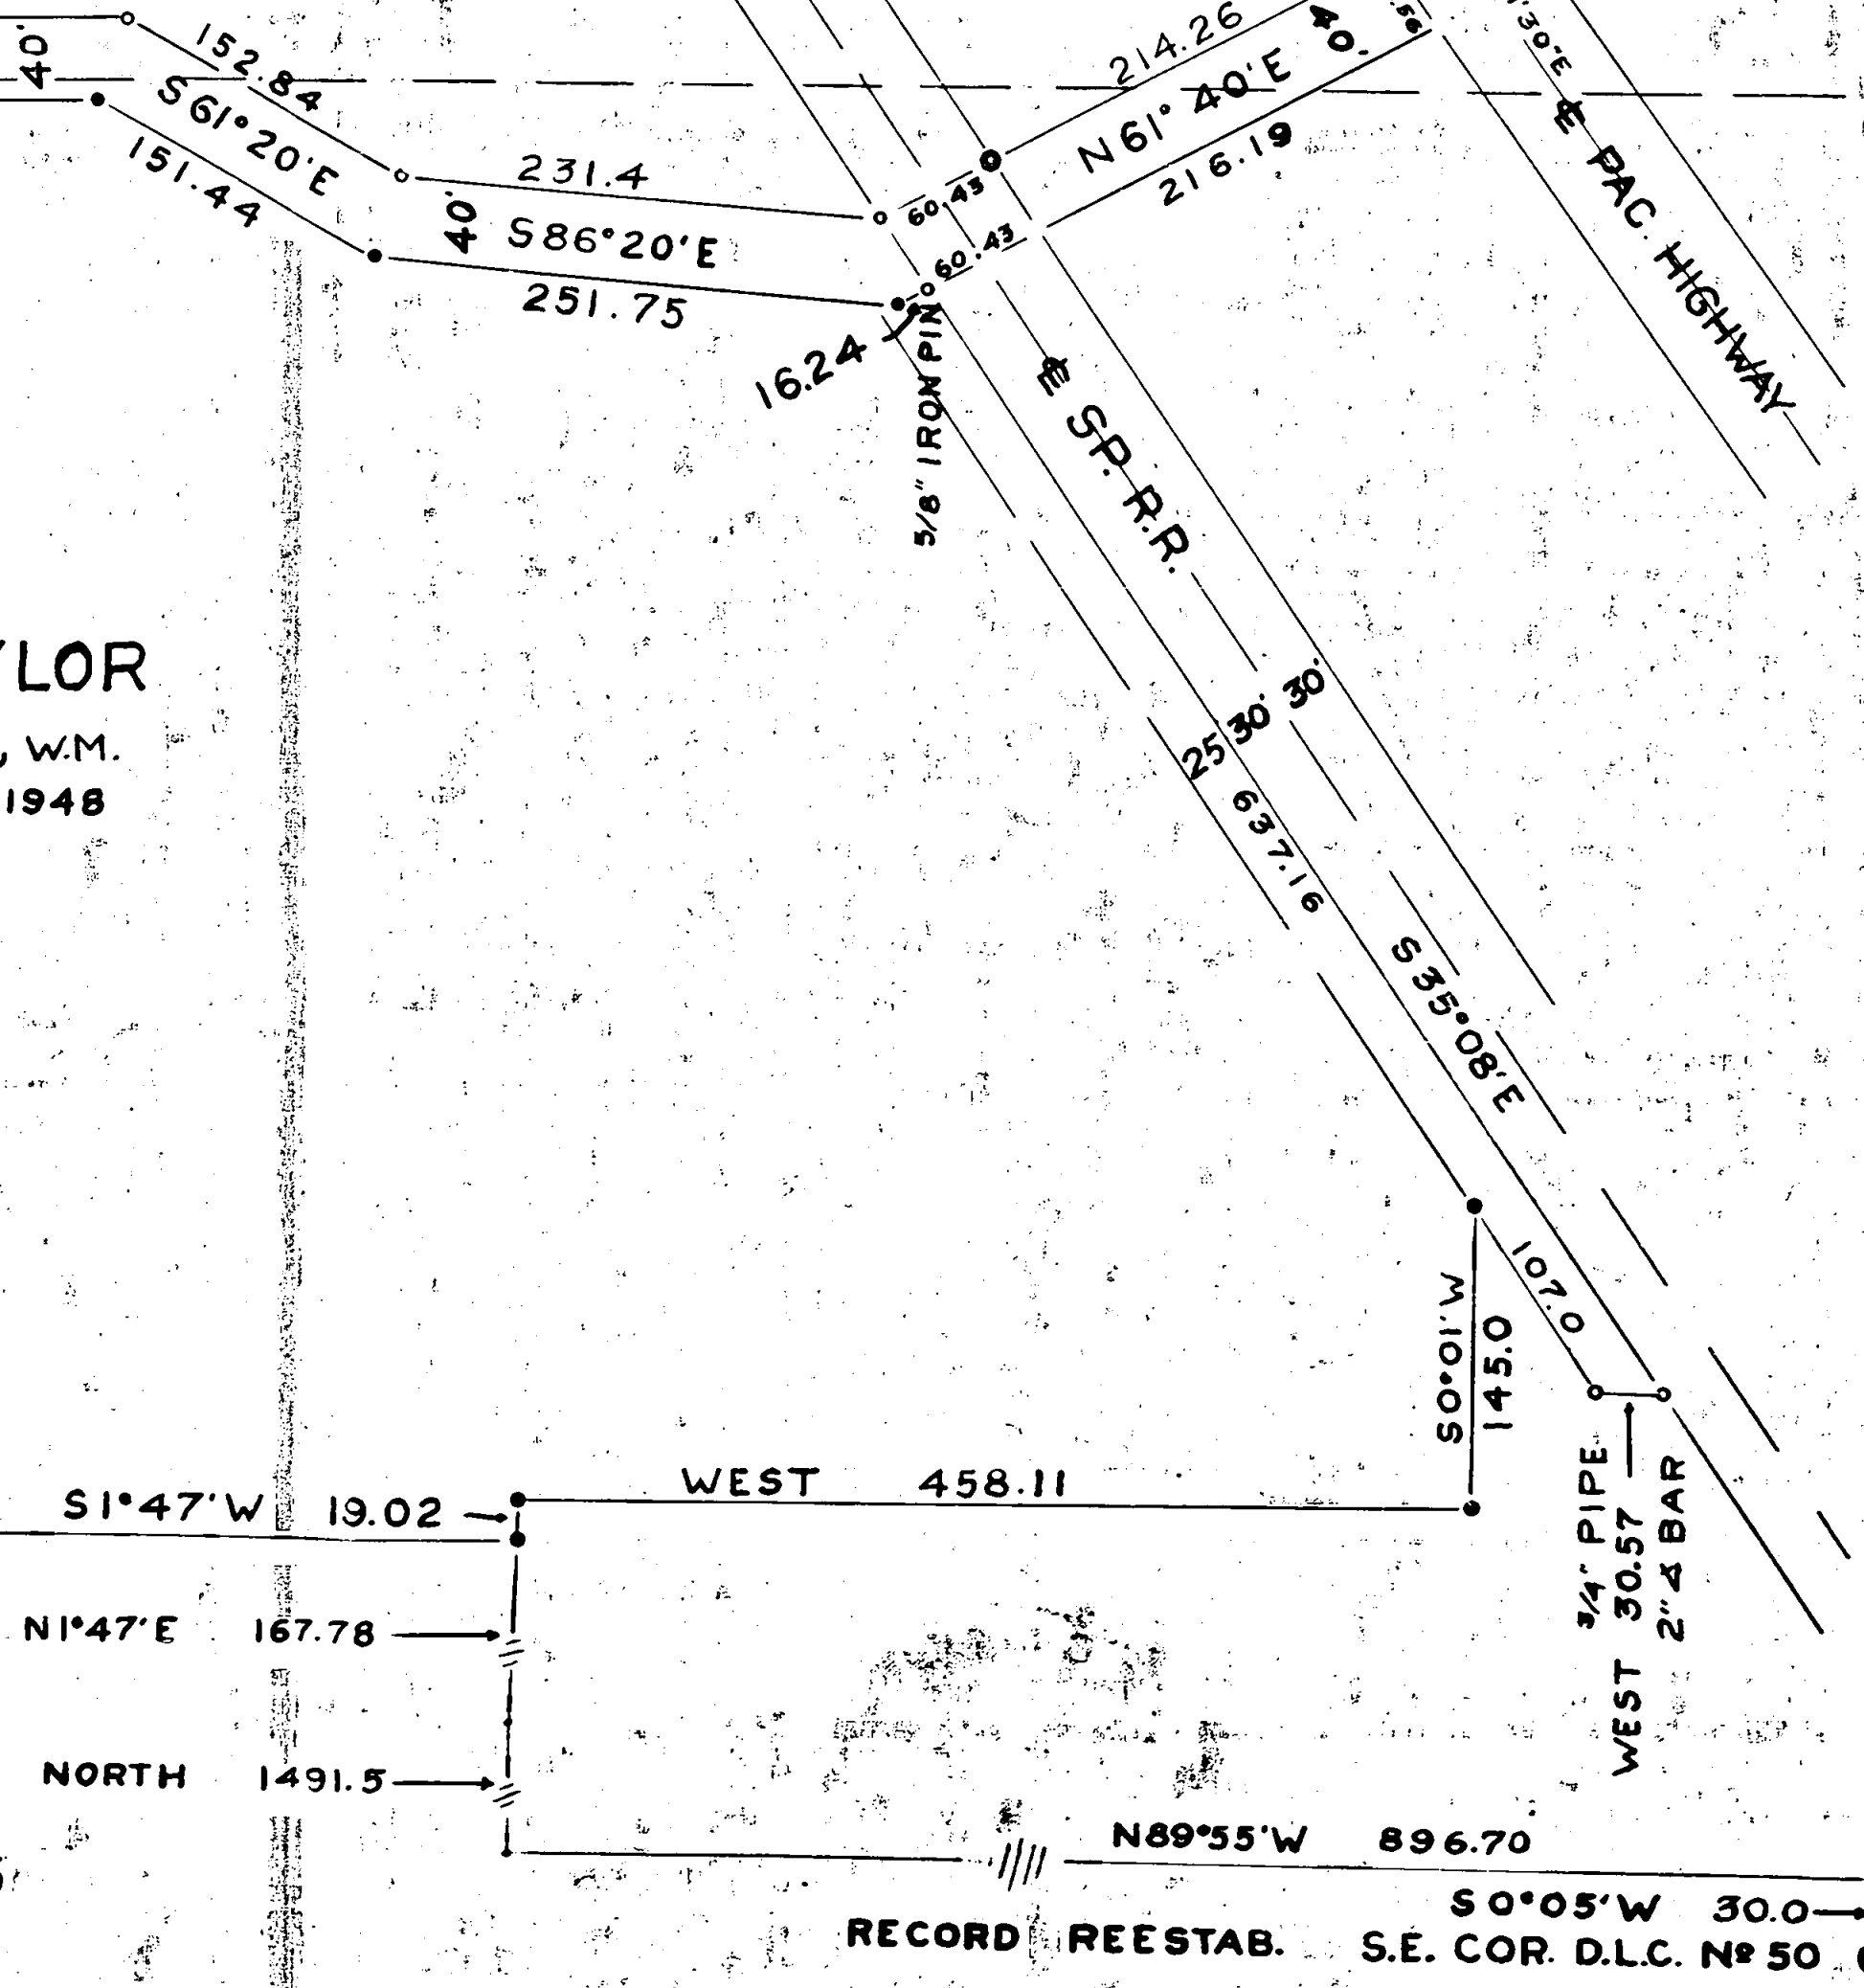 40'
152.84
S61°20'E
151.44
231.4
40'
S86°20'E
251.75
60.43
60.43
16.24
5/8" IRON PIN
214.26
40'
N61°40'E
216.19
.56
'30"E
℄ PAC. HIGHWAY
℄ S.P. R.R.
YLOR
, W.M.
1948
25 30' 30'
637.16
S35°08'E
107.0
S0°01'W
145.0
WEST 458.11
S1°47'W 19.02
3/4" PIPE
WEST 30.57
2" ∡ BAR
N1°47'E 167.78
NORTH 1491.5
N89°55'W 896.70
S0°05'W 30.0
RECORD REESTAB. S.E. COR. D.L.C. Nº 50